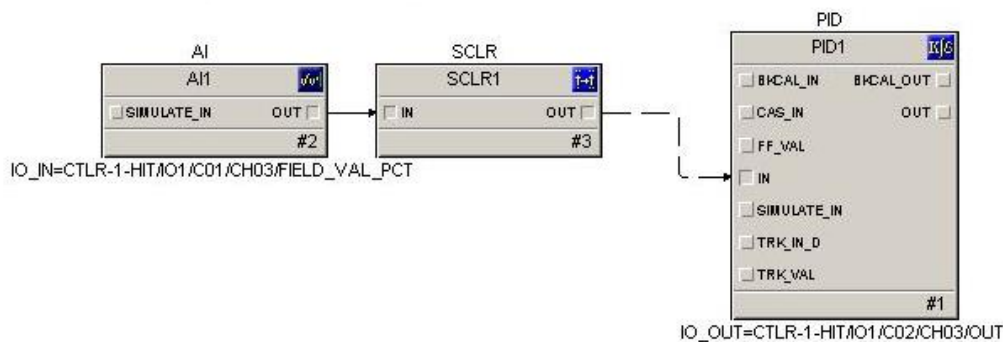 AI
AI1
SIMULATE_IN OUT
#2
IO_IN=CTLR-1-HIT/IO1/C01/CH03/FIELD_VAL_PCT
SCLR
SCLR1
IN OUT
#3
PID
PID1
BKCAL_IN BKCAL_OUT
CAS_IN OUT
FF_VAL
IN
SIMULATE_IN
TRK_IN_D
TRK_VAL
#1
IO_OUT=CTLR-1-HIT/IO1/C02/CH03/OUT